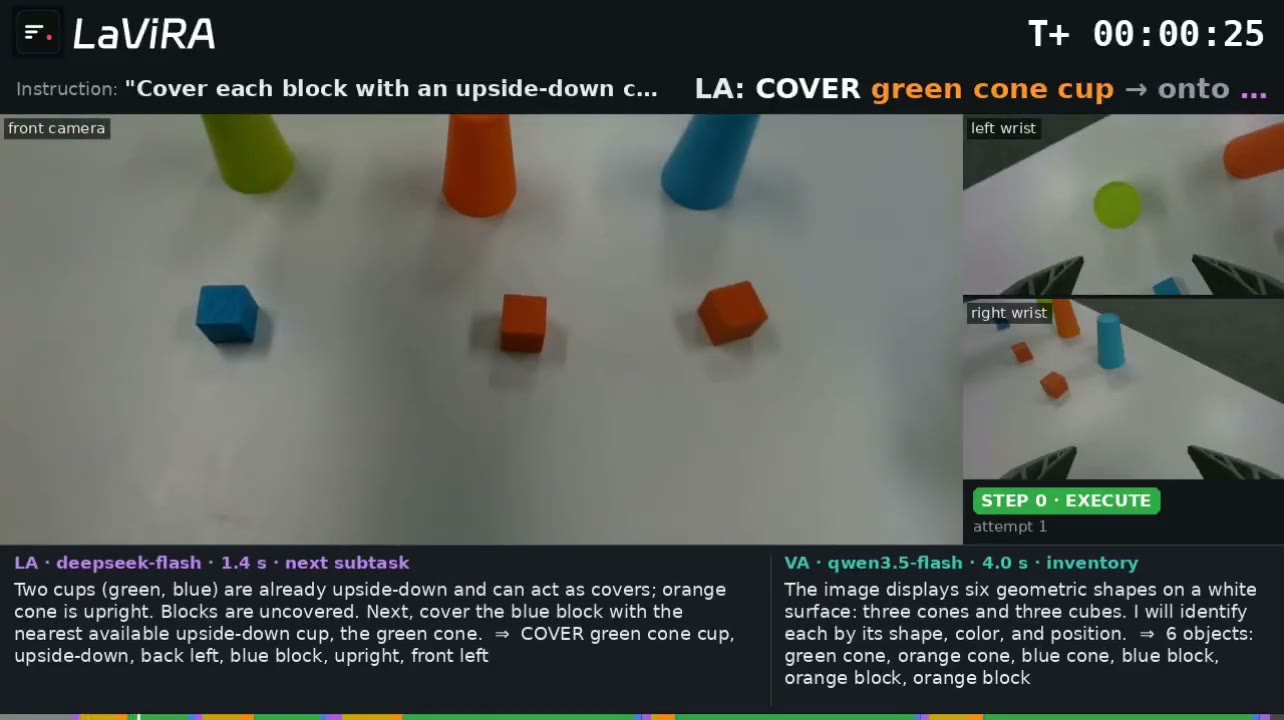 LaViRA
T+ 00:00:25
Instruction: "Cover each block with an upside-down c...
LA: COVER green cone cup → onto ...
front camera
left wrist
right wrist
STEP 0 · EXECUTE
attempt 1
LA · deepseek-flash · 1.4 s · next subtask
Two cups (green, blue) are already upside-down and can act as covers; orange
cone is upright. Blocks are uncovered. Next, cover the blue block with the
nearest available upside-down cup, the green cone. ⇒ COVER green cone cup,
upside-down, back left, blue block, upright, front left
VA · qwen3.5-flash · 4.0 s · inventory
The image displays six geometric shapes on a white
surface: three cones and three cubes. I will identify
each by its shape, color, and position. ⇒ 6 objects:
green cone, orange cone, blue cone, blue block,
orange block, orange block